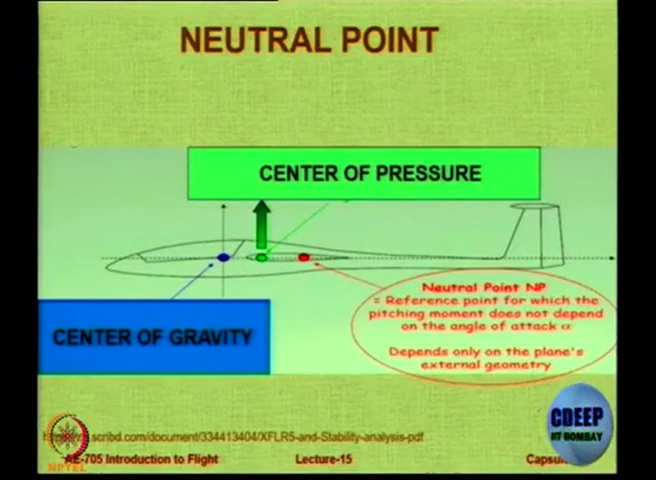 NEUTRAL POINT
CENTER OF PRESSURE
Neutral Point NP
= Reference point for which the
pitching moment does not depend
on the angle of attack α
Depends only on the plane's
external geometry
CENTER OF GRAVITY
.scribd.com/document/334413404/XFLR5-and-Stability-analysis-pdf
AE-705 Introduction to Flight
Lecture-15
Capsu
NPTEL
CDEEP
IIT BOMBAY